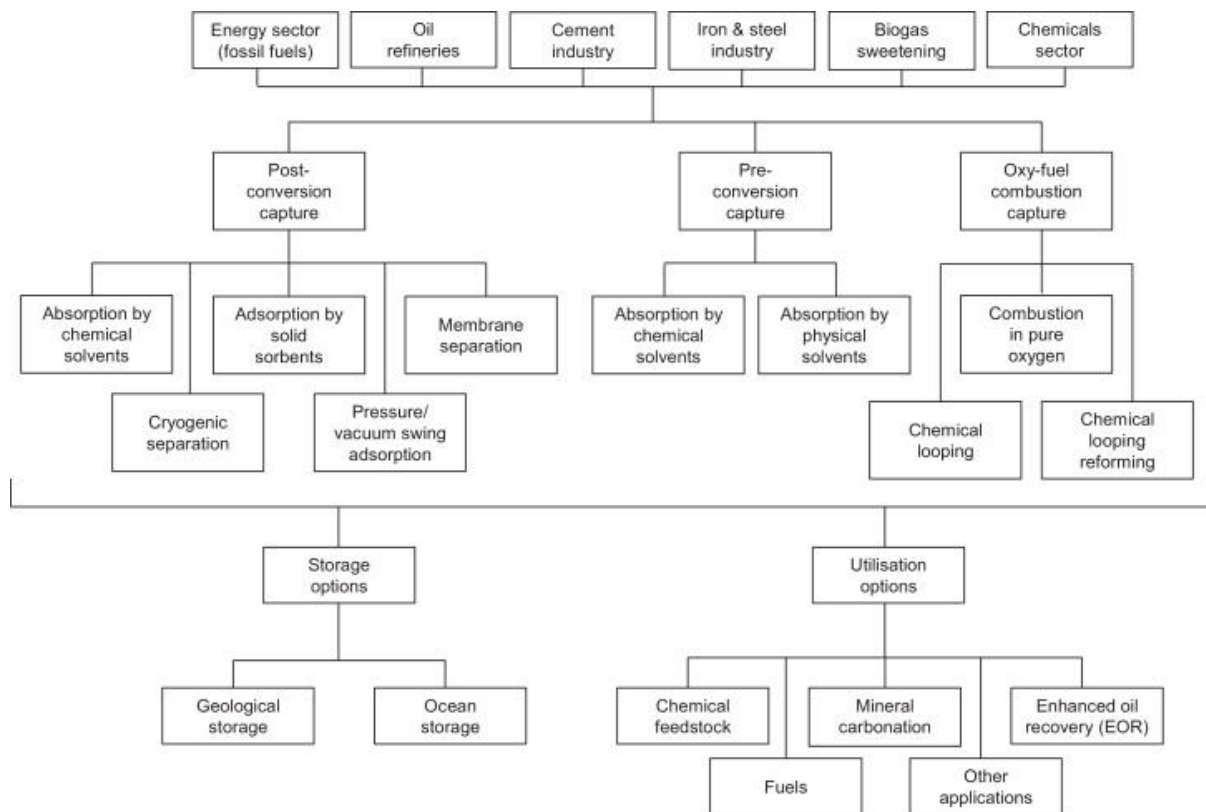 Energy sector
(fossil fuels)
Oil
refineries
Cement
industry
Iron & steel
industry
Biogas
sweetening
Chemicals
sector
Post-
conversion
capture
Pre-
conversion
capture
Oxy-fuel
combustion
capture
Absorption by
chemical
solvents
Adsorption by
solid
sorbents
Membrane
separation
Absorption by
chemical
solvents
Absorption by
physical
solvents
Combustion
in pure
oxygen
Cryogenic
separation
Pressure/
vacuum swing
adsorption
Chemical
looping
Chemical
looping
reforming
Storage
options
Utilisation
options
Geological
storage
Ocean
storage
Chemical
feedstock
Mineral
carbonation
Enhanced oil
recovery (EOR)
Fuels
Other
applications